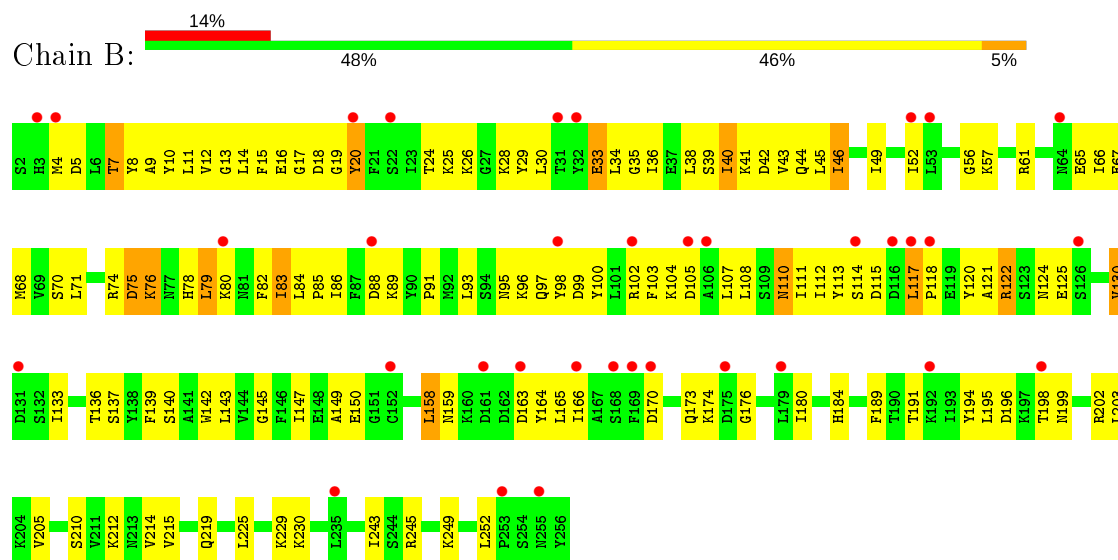 14%
Chain B:
48% 46% 5%
S2 H3 M4 D5 L6 T7 Y8 A9 Y10 L11 V12 G13 L14 F15 E16 G17 D18 G19 Y20 F21 S22 I23 T24 K25 K26 G27 K28 Y29 L30 T31 Y32 E33 L34 G35 I36 E37 L38 S39 I40 K41 D42 V43 Q44 L45 I46 I49 I52 L53 G56 K57 R61 N64 E65 I66
M68 V69 S70 L71 R74 D75 K76 N77 H78 L79 K80 N81 F82 I83 L84 P85 I86 F87 D88 K89 Y90 P91 M92 L93 S94 N95 K96 Q97 Y98 D99 Y100 L101 R102 F103 K104 D105 A106 L107 L108 S109 N110 I111 I112 Y113 S114 D115 D116 L117 P118 E119 Y120 A121 R122 S123 N124 E125 S126
D131 S132 I133 T136 S137 Y138 F139 S140 A141 W142 L143 V144 G145 F146 I147 E148 A149 E150 G151 C152 L158 N159 K160 D161 D162 D163 Y164 L165 I166 A167 S168 F169 D170 Q173 K174 D175 G176 L179 I180 H184 F189 T190 T191 K192 I193 Y194 L195 D196 K197 T198 N199 R202
K204 V205 S210 V211 K212 N213 V214 V215 Q219 L225 K229 K230 L235 I243 S244 R245 K249 L252 P253 S254 N255 Y256